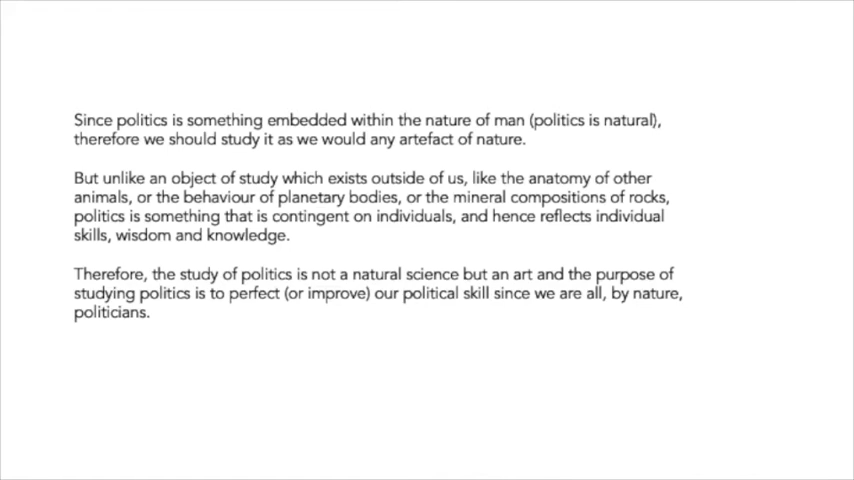 Since politics is something embedded within the nature of man (politics is natural),
therefore we should study it as we would any artefact of nature.
But unlike an object of study which exists outside of us, like the anatomy of other
animals, or the behaviour of planetary bodies, or the mineral compositions of rocks,
politics is something that is contingent on individuals, and hence reflects individual
skills, wisdom and knowledge.
Therefore, the study of politics is not a natural science but an art and the purpose of
studying politics is to perfect (or improve) our political skill since we are all, by nature,
politicians.